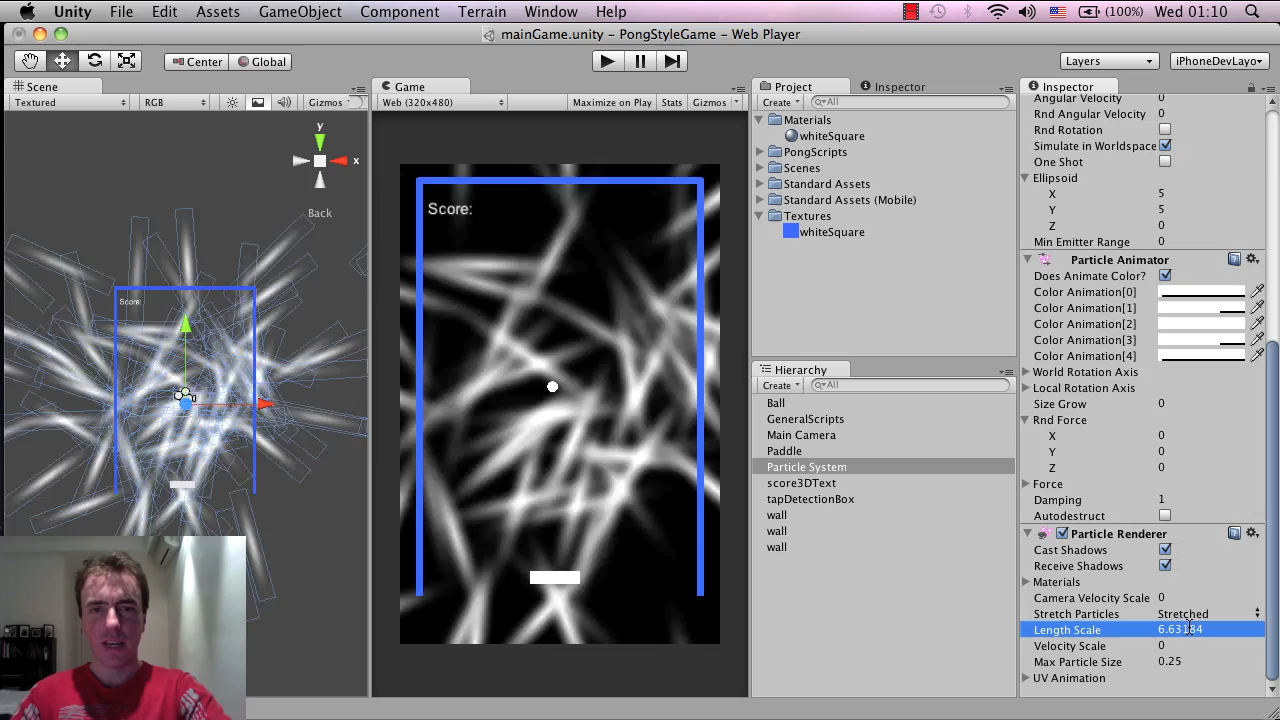 Unity File Edit Assets GameObject Component Terrain Window Help (100%) Wed 01:10
mainGame.unity - PongStyleGame - Web Player
Center Global Layers iPhoneDevLayo
Scene
Textured RGB Gizmos
y
x
Back
Score:
Game
Web (320x480) Maximize on Play Stats Gizmos
Score:
Project Inspector
Create All
Materials
whiteSquare
PongScripts
Scenes
Standard Assets
Standard Assets (Mobile)
Textures
whiteSquare
Hierarchy
Create All
Ball
GeneralScripts
Main Camera
Paddle
Particle System
score3DText
tapDetectionBox
wall
wall
wall
Inspector
Angular Velocity 0
Rnd Angular Velocity 0
Rnd Rotation
Simulate in Worldspace
One Shot
Ellipsoid
X 5
Y 5
Z 0
Min Emitter Range 0
Particle Animator
Does Animate Color?
Color Animation[0]
Color Animation[1]
Color Animation[2]
Color Animation[3]
Color Animation[4]
World Rotation Axis
Local Rotation Axis
Size Grow 0
Rnd Force
X 0
Y 0
Z 0
Force
Damping 1
Autodestruct
Particle Renderer
Cast Shadows
Receive Shadows
Materials
Camera Velocity Scale 0
Stretch Particles Stretched
Length Scale
Velocity Scale 0
Max Particle Size 0.25
UV Animation